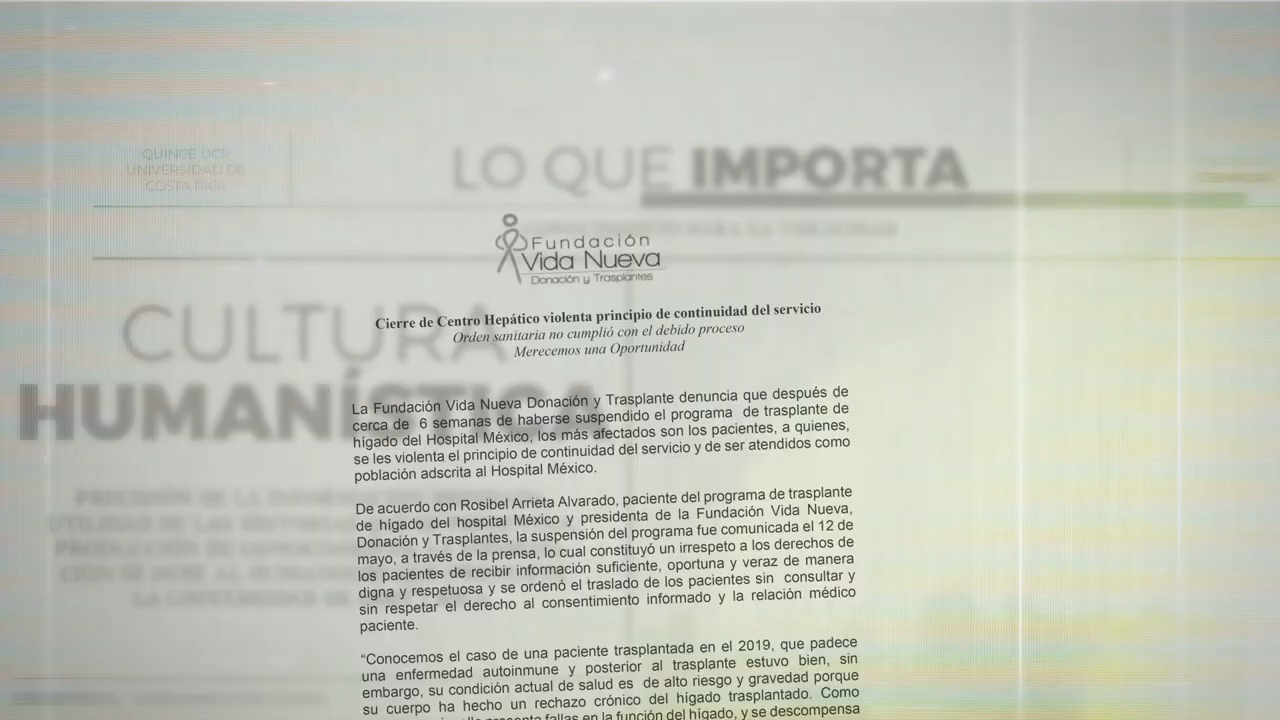 QUINCE UCR
UNIVERSIDAD DE
COSTA RICA
LO QUE IMPORTA
Fundación
Vida Nueva
Donación y Trasplantes
Cierre de Centro Hepático violenta principio de continuidad del servicio
Orden sanitaria no cumplió con el debido proceso
Merecemos una Oportunidad
CULTURA
HUMANÍSTICA
La Fundación Vida Nueva Donación y Trasplante denuncia que después de
cerca de 6 semanas de haberse suspendido el programa de trasplante de
hígado del Hospital México, los más afectados son los pacientes, a quienes,
se les violenta el principio de continuidad del servicio y de ser atendidos como
población adscrita al Hospital México.
De acuerdo con Rosibel Arrieta Alvarado, paciente del programa de trasplante
de hígado del hospital México y presidenta de la Fundación Vida Nueva,
Donación y Trasplantes, la suspensión del programa fue comunicada el 12 de
mayo, a través de la prensa, lo cual constituyó un irrespeto a los derechos de
los pacientes de recibir información suficiente, oportuna y veraz de manera
digna y respetuosa y se ordenó el traslado de los pacientes sin consultar y
sin respetar el derecho al consentimiento informado y la relación médico
paciente.
“Conocemos el caso de una paciente trasplantada en el 2019, que padece
una enfermedad autoinmune y posterior al trasplante estuvo bien, sin
embargo, su condición actual de salud es de alto riesgo y gravedad porque
su cuerpo ha hecho un rechazo crónico del hígado trasplantado. Como
fallas en la función del hígado, y se descompensa